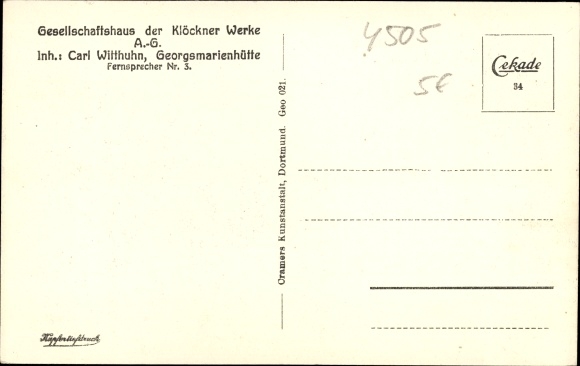 Gesellschaftshaus der Klöckner Werke
A.-G.
Inh.: Carl Witthuhn, Georgsmarienhütte
Fernsprecher Nr. 3.
Cramers Kunstanstalt, Dortmund. Geo 021.
4505
5€
Cekade
34
Kupfertiefdruck